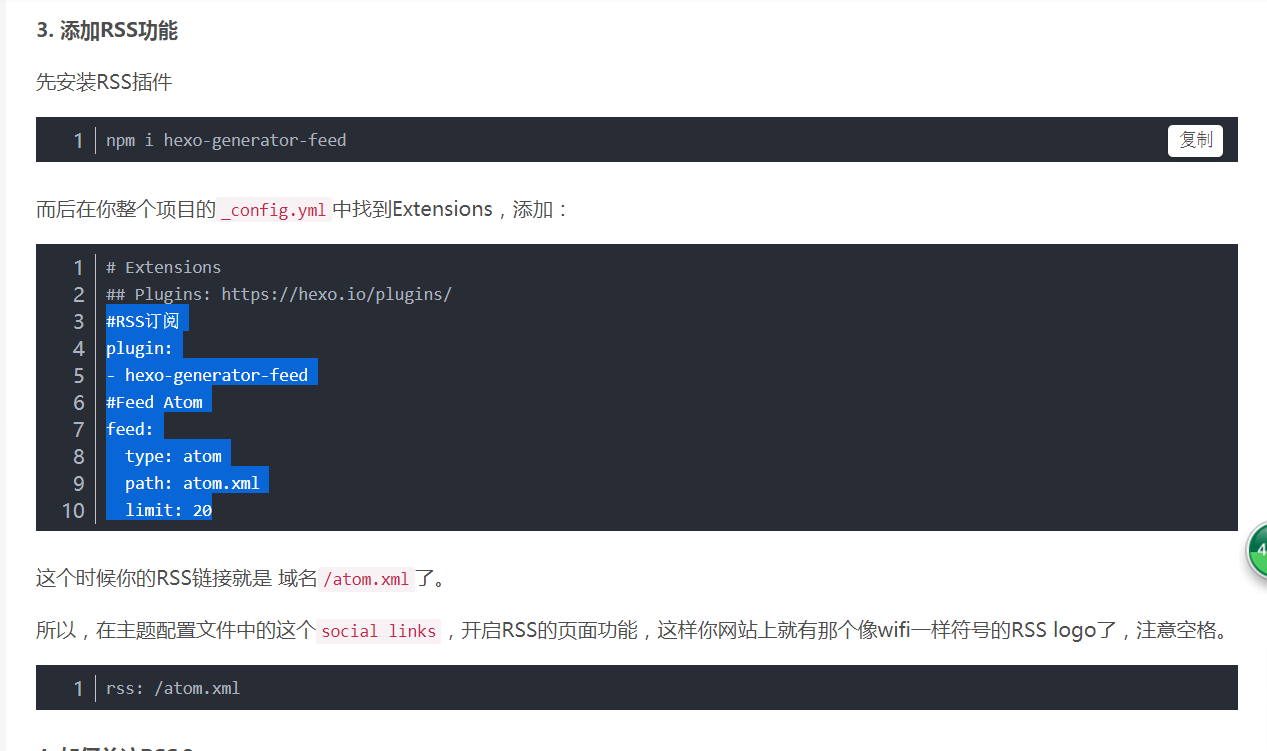 3. 添加RSS功能
先安装RSS插件
1 npm i hexo-generator-feed
复制
而后在你整个项目的 _config.yml 中找到Extensions，添加：
1 # Extensions
2 ## Plugins: https://hexo.io/plugins/
3 #RSS订阅
4 plugin:
5 - hexo-generator-feed
6 #Feed Atom
7 feed:
8   type: atom
9   path: atom.xml
10   limit: 20
这个时候你的RSS链接就是 域名 /atom.xml 了。
所以，在主题配置文件中的这个 social links ，开启RSS的页面功能，这样你网站上就有那个像wifi一样符号的RSS logo了，注意空格。
1 rss: /atom.xml